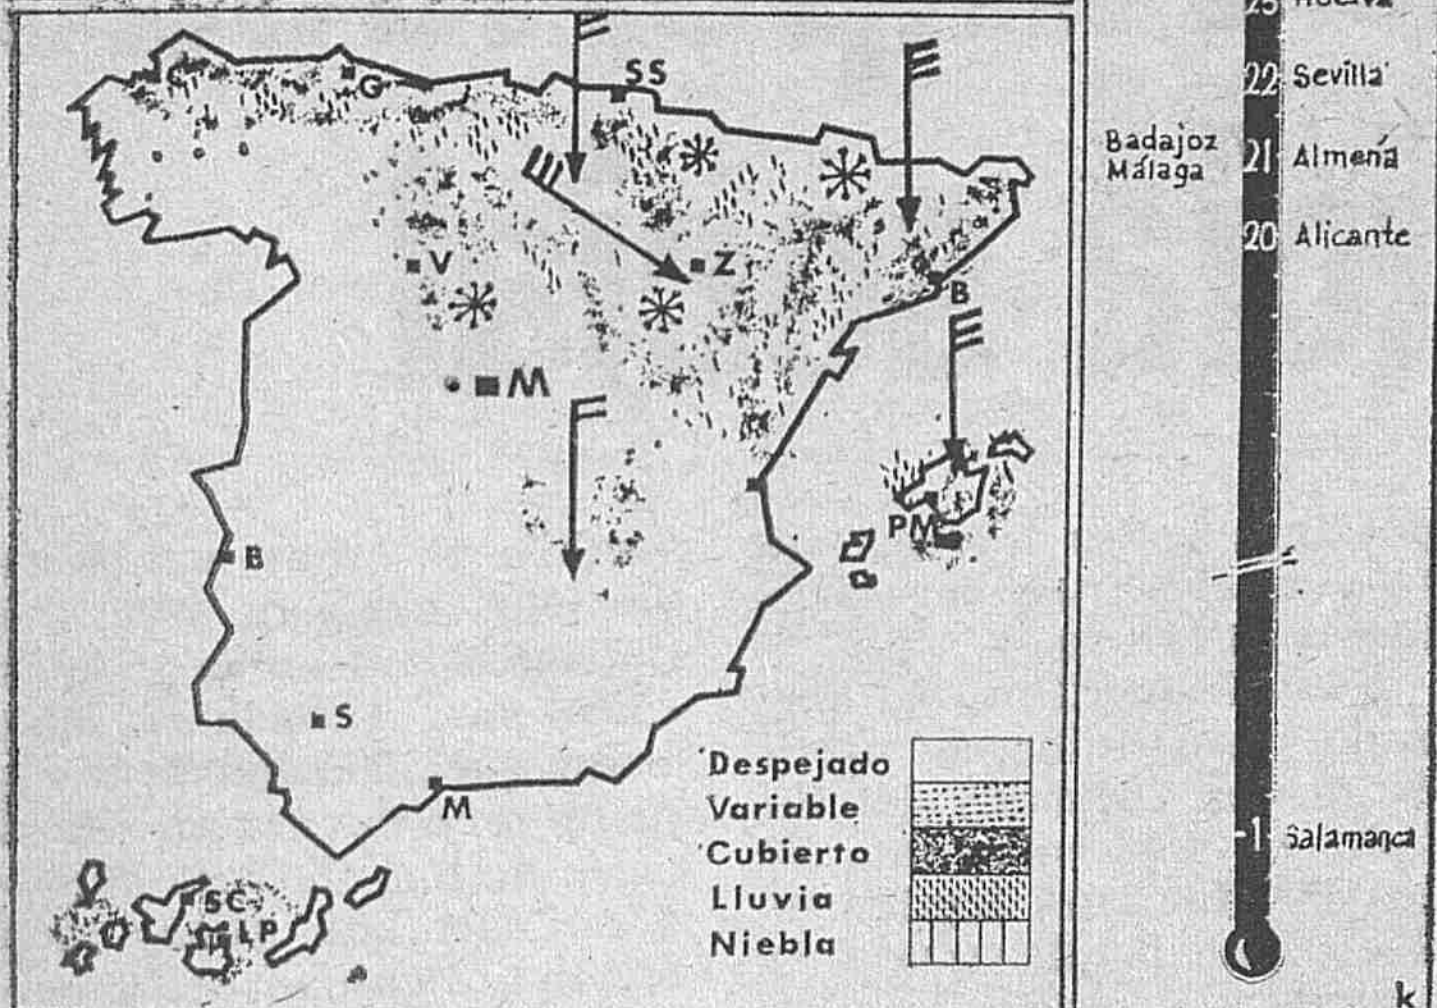 SS
G
V
Z
B
M
PM
B
S
M
SC
LP
Despejado
Variable
Cubierto
Lluvia
Niebla
22 Sevilla
Badajoz
Málaga
21 Almería
20 Alicante
-1 Salamanca
k